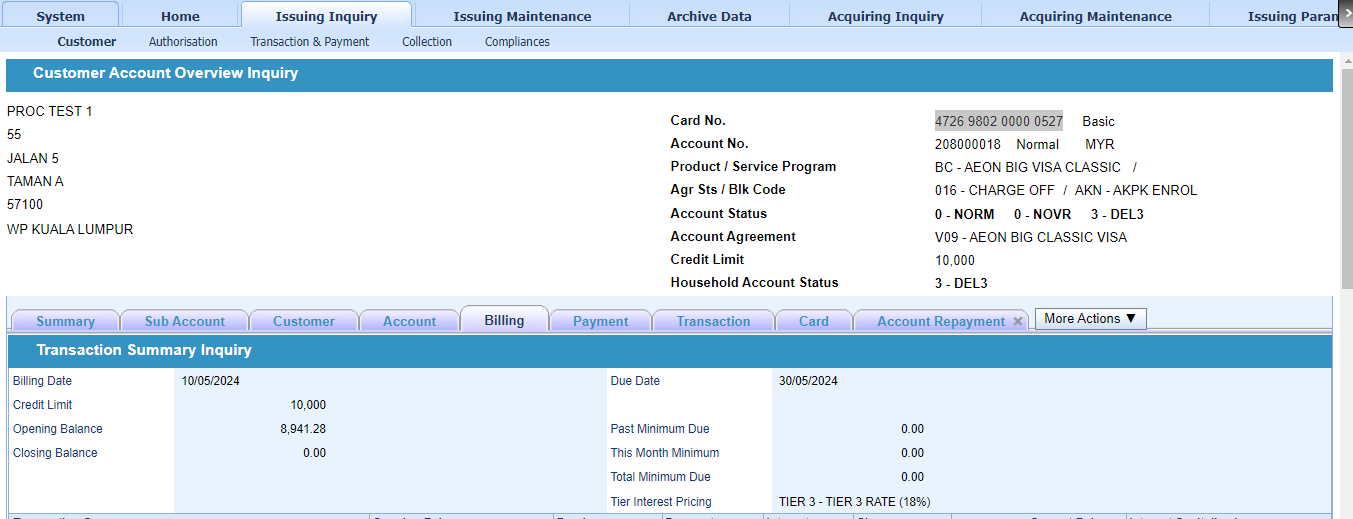 System Home Issuing Inquiry Issuing Maintenance Archive Data Acquiring Inquiry Acquiring Maintenance Issuing Param
Customer Authorisation Transaction & Payment Collection Compliances
Customer Account Overview Inquiry
PROC TEST 1
55
JALAN 5
TAMAN A
57100
WP KUALA LUMPUR
Card No. 4726 9802 0000 0527 Basic
Account No. 208000018 Normal MYR
Product / Service Program BC - AEON BIG VISA CLASSIC /
Agr Sts / Blk Code 016 - CHARGE OFF / AKN - AKPK ENROL
Account Status 0 - NORM 0 - NOVR 3 - DEL3
Account Agreement V09 - AEON BIG CLASSIC VISA
Credit Limit 10,000
Household Account Status 3 - DEL3
Summary Sub Account Customer Account Billing Payment Transaction Card Account Repayment × More Actions ▼
Transaction Summary Inquiry
Billing Date 10/05/2024 Due Date 30/05/2024
Credit Limit 10,000
Opening Balance 8,941.28 Past Minimum Due 0.00
Closing Balance 0.00 This Month Minimum 0.00
Total Minimum Due 0.00
Tier Interest Pricing TIER 3 - TIER 3 RATE (18%)